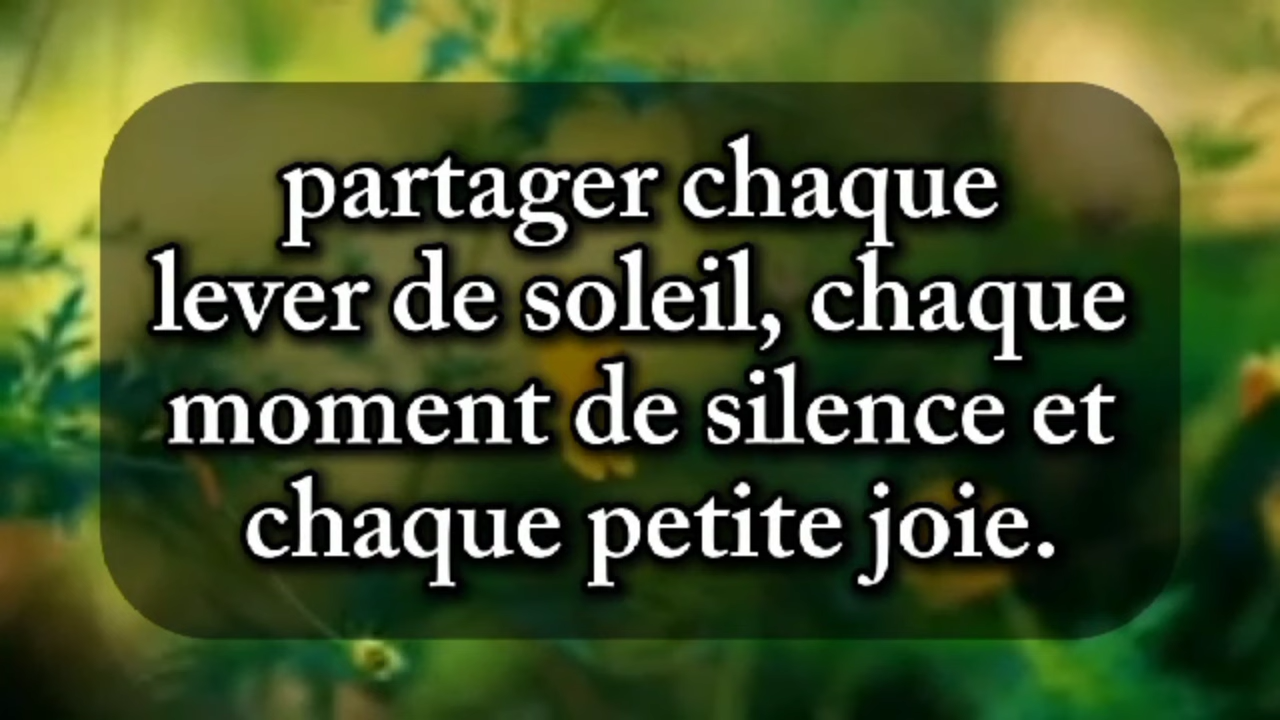 partager chaque
lever de soleil, chaque
moment de silence et
chaque petite joie.